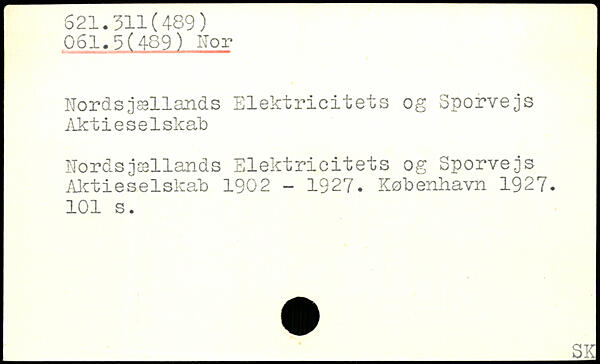 621.311(489)
061.5(489) Nor
Nordsjællands Elektricitets og Sporvejs
Aktieselskab
Nordsjællands Elektricitets og Sporvejs
Aktieselskab 1902 - 1927. København 1927.
101 s.
SK